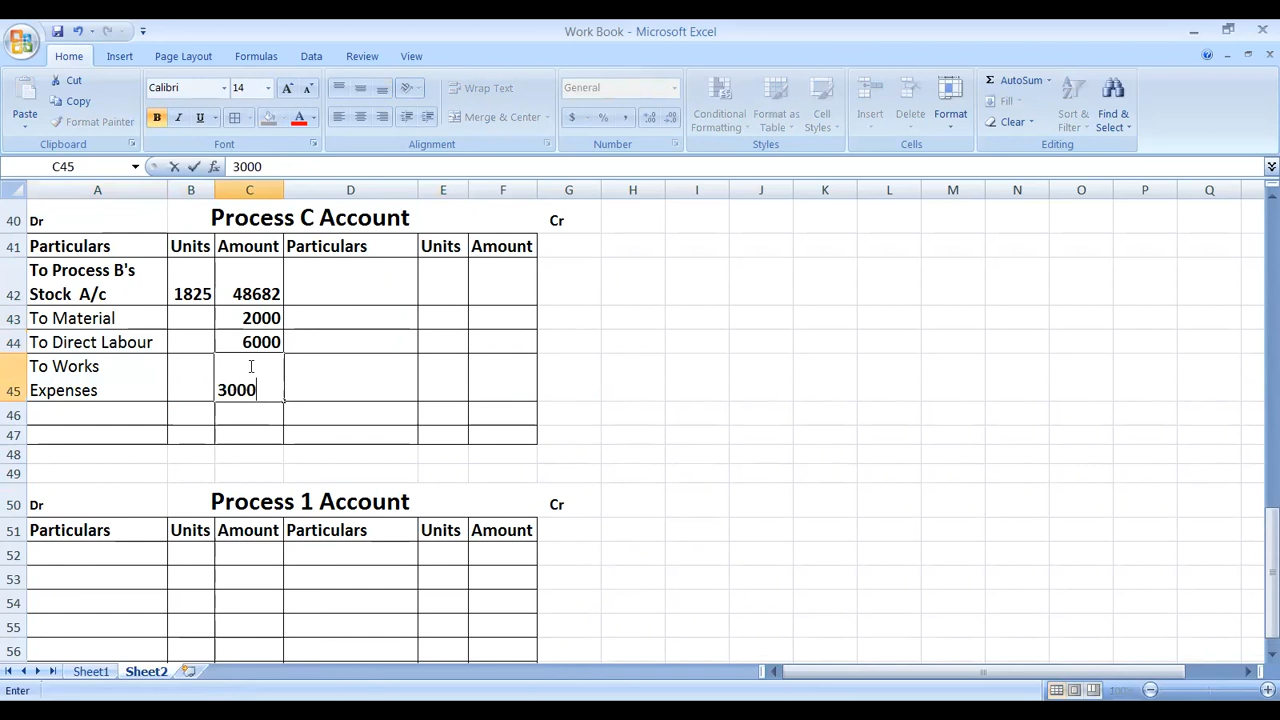 Work Book - Microsoft Excel
Home Insert Page Layout Formulas Data Review View
Cut Calibri 14 A A Wrap Text General AutoSum
Copy Fill
Paste Format Painter B I U A Merge & Center $ % , Conditional Formatting Format as Table Cell Styles Insert Delete Format Clear Sort & Filter Find & Select
Clipboard Font Alignment Number Styles Cells Editing
C45 fx 3000
A B C D E F G H I J K L M N O P Q
40 Dr Process C Account Cr
41 Particulars Units Amount Particulars Units Amount
To Process B's
42 Stock A/c 1825 48682
43 To Material 2000
44 To Direct Labour 6000
To Works
45 Expenses 3000
46
47
48
49
50 Dr Process 1 Account Cr
51 Particulars Units Amount Particulars Units Amount
52
53
54
55
56
Sheet1 Sheet2
Enter